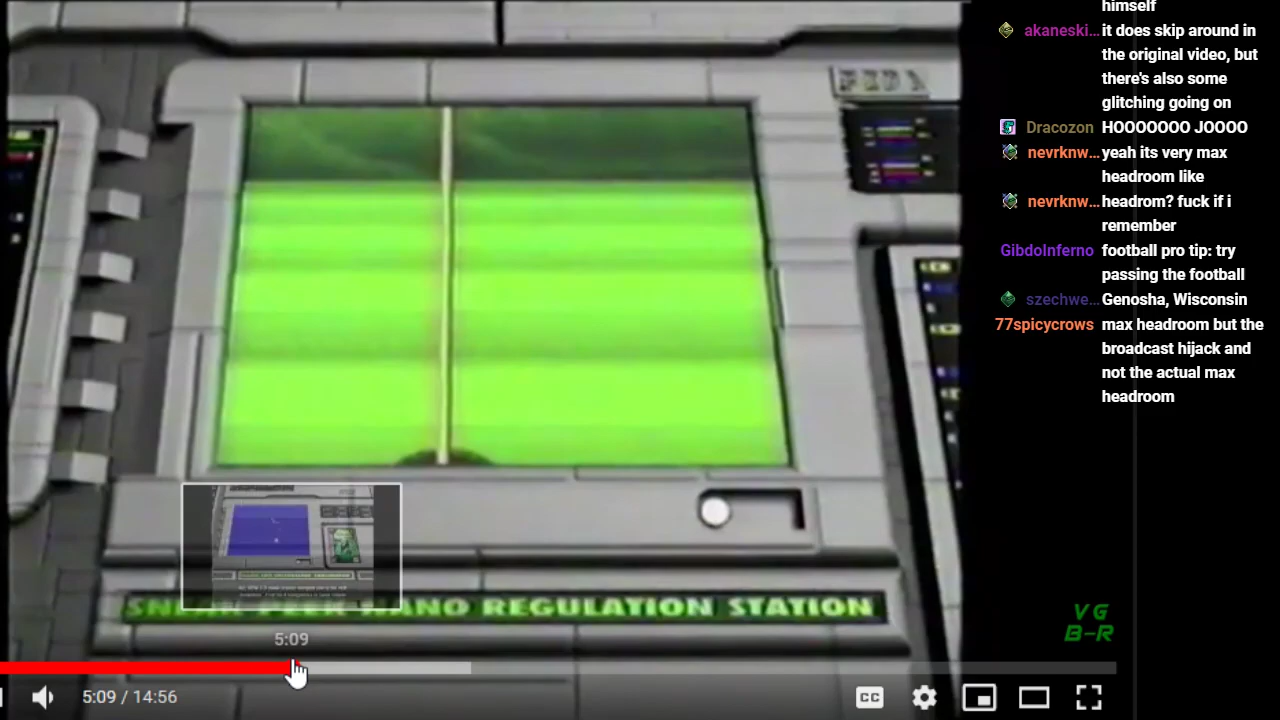 himself
akaneski… it does skip around in
the original video, but
there's also some
glitching going on
Dracozon HOOOOOOO JOOOO
nevrknw… yeah its very max
headroom like
nevrknw… headrom? fuck if i
remember
GibdoInferno football pro tip: try
passing the football
szechwe… Genosha, Wisconsin
77spicycrows max headroom but the
broadcast hijack and
not the actual max
headroom
SNEAK PEEK NANO REGULATION STATION
VG
B-R
5:09
5:09 / 14:56
CC